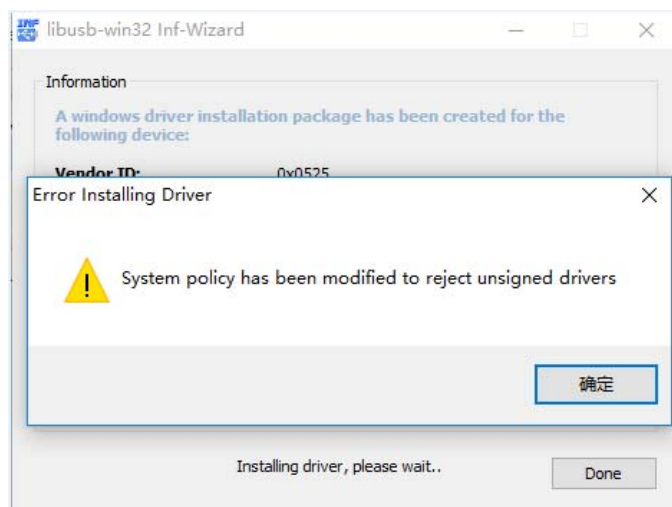 libusb-win32 Inf-Wizard
Information
A windows driver installation package has been created for the
following device:
Vendor ID: 0x0525
Error Installing Driver
System policy has been modified to reject unsigned drivers
确定
Installing driver, please wait..
Done